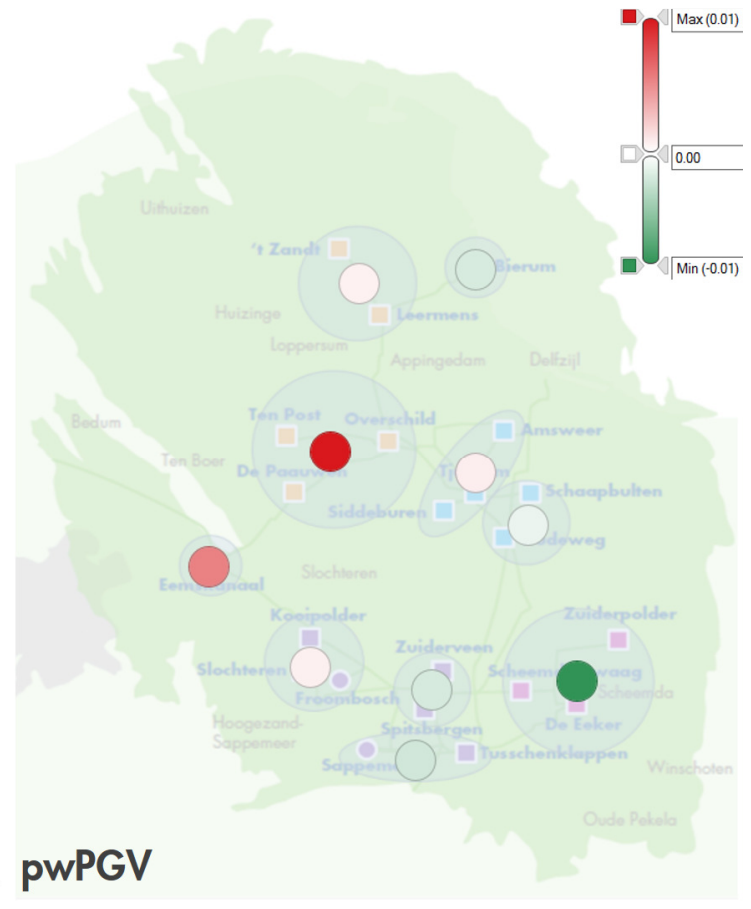 Max (0.01)
0.00
Min (-0.01)
Uithuizen
't Zandt
Bierum
Huizinge
Leermens
Loppersum
Appingedam
Delfzijl
Bedum
Ten Post
Overschild
Amsweer
Ten Boer
De Paauwen
Schaapbulten
Siddeburen
Slochteren
Eemskanaal
Kooipolder
Zuiderpolder
Zuiderveen
Slochteren
Froombosch
Scheemda
De Eeker
Hoogezand-
Sappemeer
Spitsbergen
Tusschenklappen
Winschoten
Oude Pekela
pwPGV